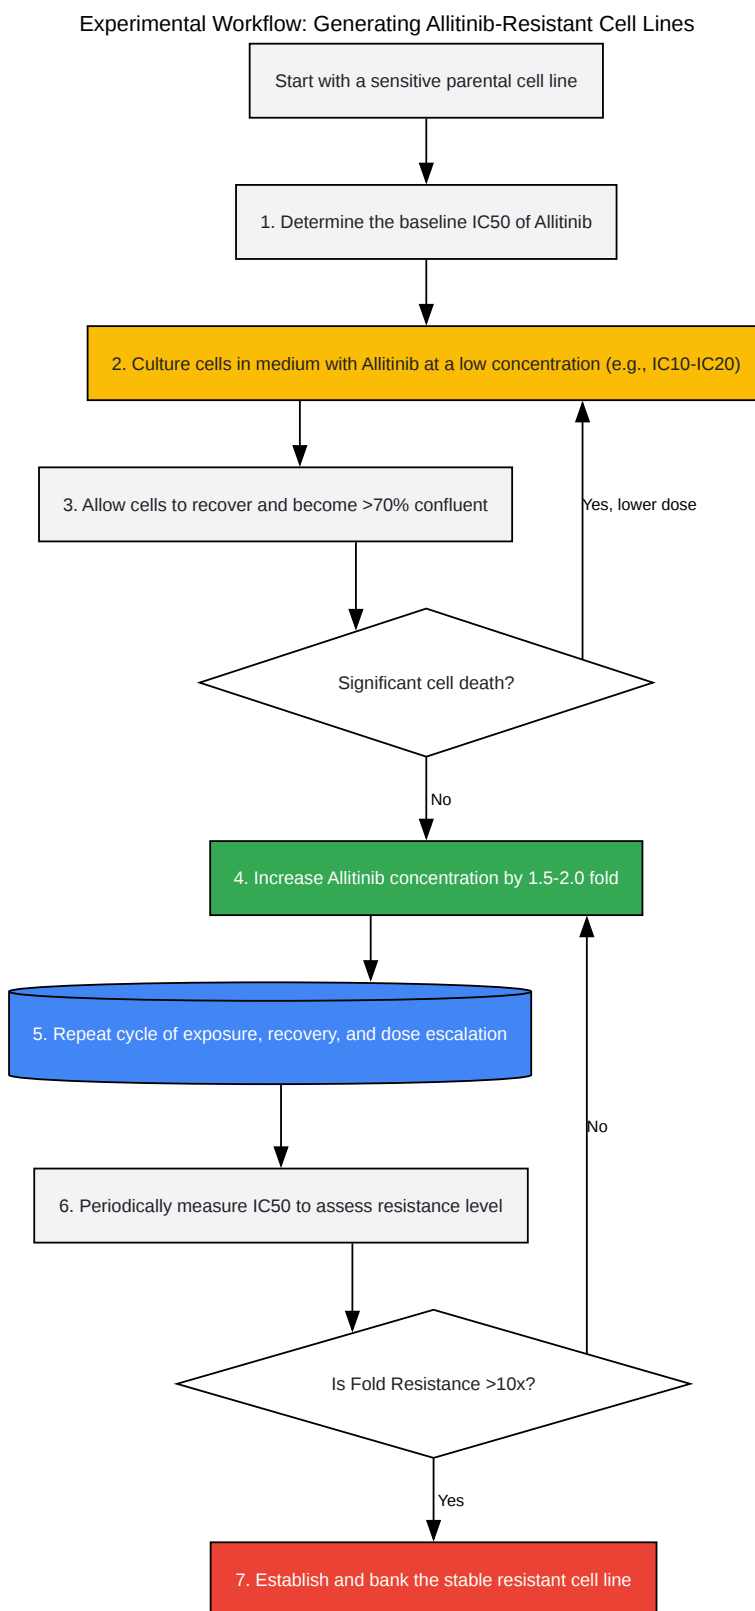 Experimental Workflow: Generating Allitinib-Resistant Cell Lines
Start with a sensitive parental cell line
1. Determine the baseline IC50 of Allitinib
2. Culture cells in medium with Allitinib at a low concentration (e.g., IC10-IC20)
3. Allow cells to recover and become >70% confluent
Yes, lower dose
Significant cell death?
No
4. Increase Allitinib concentration by 1.5-2.0 fold
5. Repeat cycle of exposure, recovery, and dose escalation
No
6. Periodically measure IC50 to assess resistance level
Is Fold Resistance >10x?
Yes
7. Establish and bank the stable resistant cell line